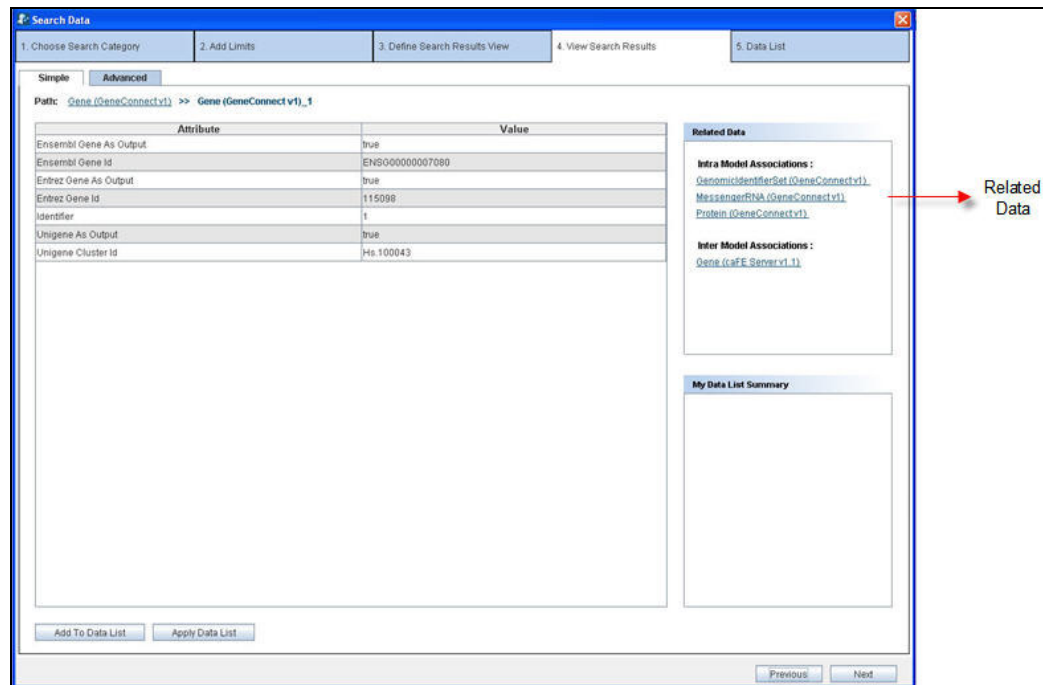 Search Data
1. Choose Search Category
2. Add Limits
3. Define Search Results View
4. View Search Results
5. Data List
Simple
Advanced
Path: Gene (GeneConnect v1) >> Gene (GeneConnect v1)_1
Attribute Value
Ensembl Gene As Output true
Ensembl Gene Id ENSG00000007080
Entrez Gene As Output true
Entrez Gene Id 115098
Identifier 1
Unigene As Output true
Unigene Cluster Id Hs.100043
Related Data
Intra Model Associations :
GenomicIdentifierSet (GeneConnect v1)
MessengerRNA (GeneConnect v1)
Protein (GeneConnect v1)
Inter Model Associations :
Gene (caFE Server v1.1)
My Data List Summary
Related
Data
Add To Data List
Apply Data List
Previous
Next